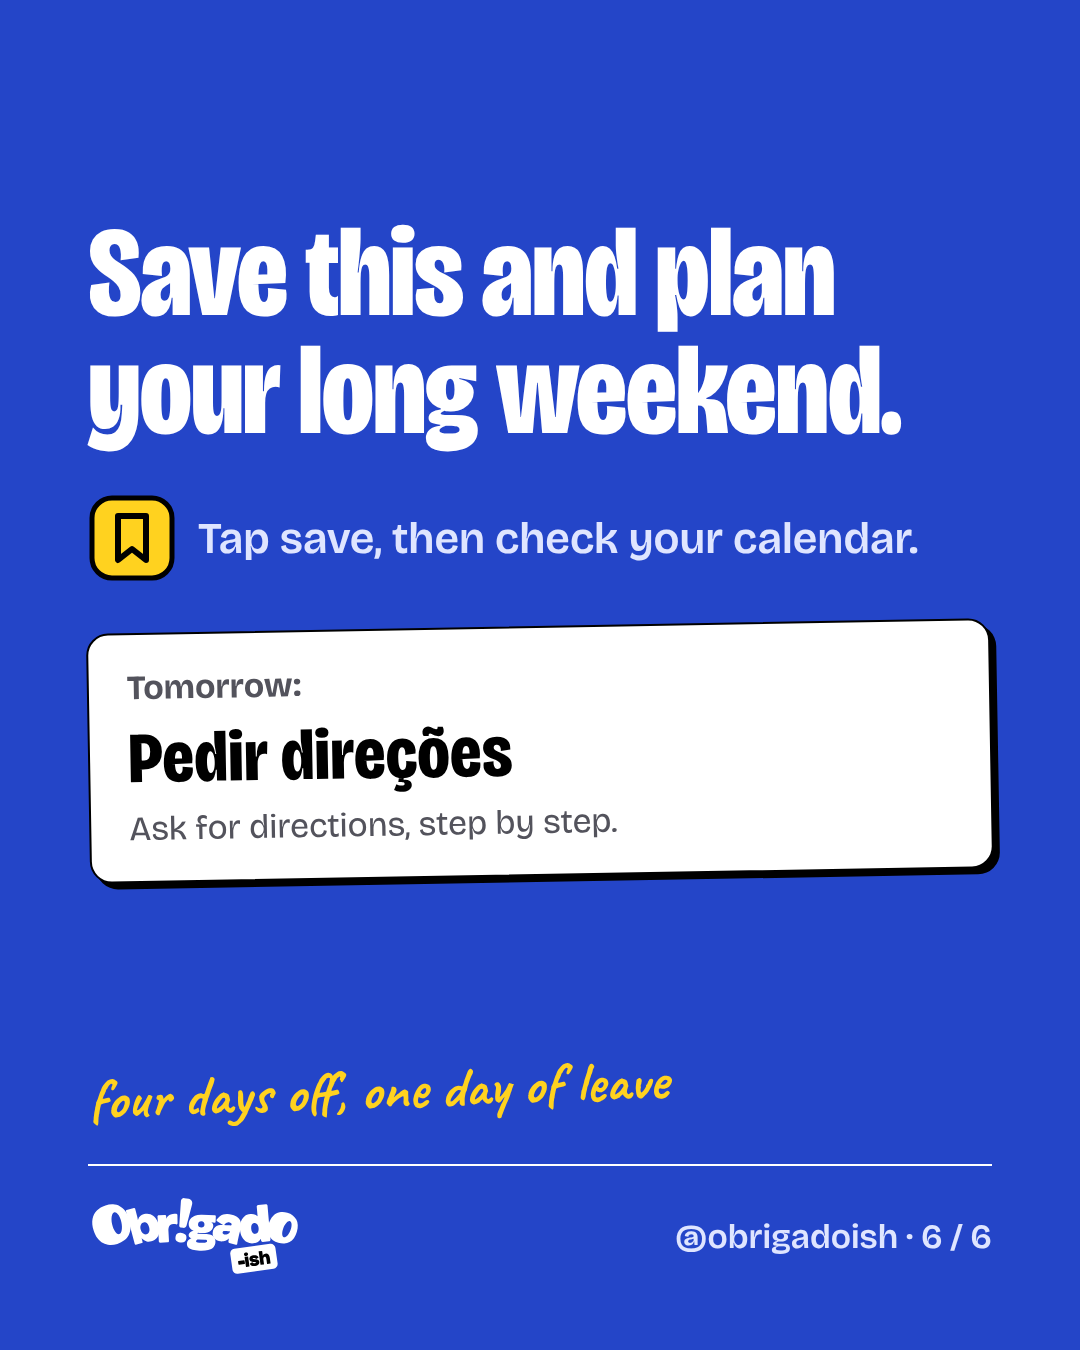 Save this and plan
your long weekend.
Tap save, then check your calendar.
Tomorrow:
Pedir direções
Ask for directions, step by step.
four days off, one day of leave
Obr!gado
-ish
@obrigadoish · 6 / 6